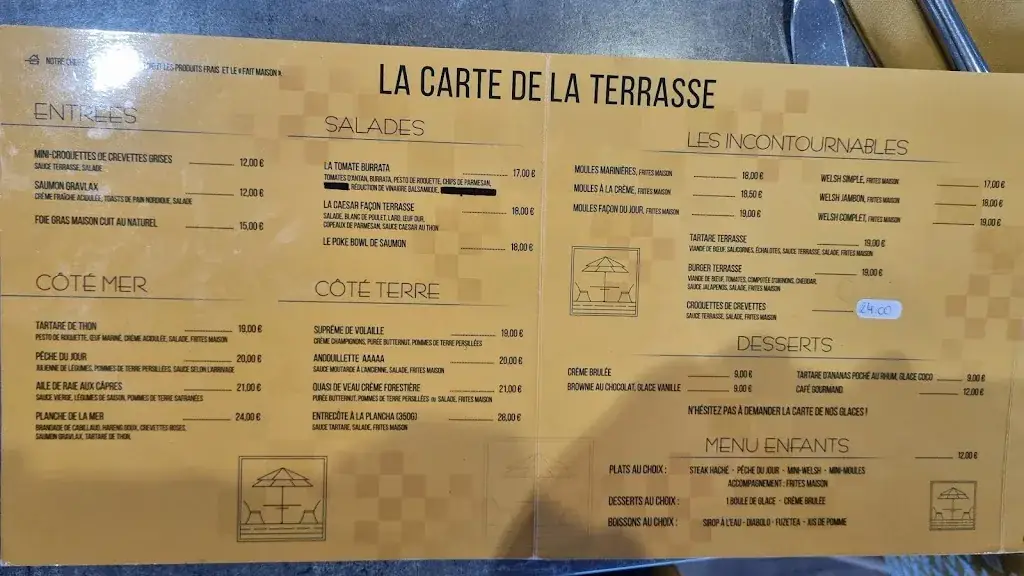 NOTRE LES PRODUITS FRAIS ET LE « FAIT MAISON »
LA CARTE DE LA TERRASSE
ENTREES
MINI-CROQUETTES DE CREVETTES GRISES 12,00 €
SAUCE TERRASSE, SALADE
SAUMON GRAVLAX 12,00 €
CRÈME FRAÎCHE ACIDULÉE, TOASTS DE PAIN NORDIQUE, SALADE
FOIE GRAS MAISON CUIT AU NATUREL 15,00 €
SALADES
LA TOMATE BURRATA 17,00 €
TOMATES D'ANTAN, BURRATA, PESTO DE ROQUETTE, CHIPS DE PARMESAN,
RÉDUCTION DE VINAIGRE BALSAMIQUE,
LA CAESAR FAÇON TERRASSE 18,00 €
SALADE, BLANC DE POULET, LARD, ŒUF DUR,
COPEAUX DE PARMESAN, SAUCE CAESAR AU THON
LE POKE BOWL DE SAUMON 18,00 €
CÔTÉ MER
TARTARE DE THON 19,00 €
PESTO DE ROQUETTE, ŒUF MARINÉ, CRÈME ACIDULÉE, SALADE, FRITES MAISON
PÊCHE DU JOUR 20,00 €
JULIENNE DE LÉGUMES, POMMES DE TERRE PERSILLÉES, SAUCE SELON L'ARRIVAGE
AILE DE RAIE AUX CÂPRES 21,00 €
SAUCE VIERGE, LÉGUMES DE SAISON, POMMES DE TERRE SAFRANÉES
PLANCHE DE LA MER 24,00 €
BRANDADE DE CABILLAUD, HARENG DOUX, CREVETTES ROSES,
SAUMON GRAVLAX, TARTARE DE THON.
CÔTÉ TERRE
SUPRÊME DE VOLAILLE 19,00 €
CRÈME CHAMPIGNONS, PURÉE BUTTERNUT, POMMES DE TERRE PERSILLÉES
ANDOUILLETTE AAAAA 20,00 €
SAUCE MOUTARDE À L'ANCIENNE, SALADE, FRITES MAISON
QUASI DE VEAU CRÈME FORESTIÈRE 21,00 €
PURÉE BUTTERNUT, POMMES DE TERRE PERSILLÉES ou SALADE, FRITES MAISON
ENTRECÔTE À LA PLANCHA (350G) 28,00 €
SAUCE TARTARE, SALADE, FRITES MAISON
LES INCONTOURNABLES
MOULES MARINIÈRES, FRITES MAISON 18,00 €
MOULES À LA CRÈME, FRITES MAISON 18,50 €
MOULES FAÇON DU JOUR, FRITES MAISON 19,00 €
WELSH SIMPLE, FRITES MAISON 17,00 €
WELSH JAMBON, FRITES MAISON 18,00 €
WELSH COMPLET, FRITES MAISON 19,00 €
TARTARE TERRASSE 19,00 €
VIANDE DE BŒUF, SALICORNES, ÉCHALOTES, SAUCE TERRASSE, SALADE, FRITES MAISON
BURGER TERRASSE 19,00 €
VIANDE DE BŒUF, TOMATES, COMPOTÉE D'OIGNONS, CHEDDAR,
SAUCE JALAPENOS, SALADE, FRITES MAISON
CROQUETTES DE CREVETTES 24.00
SAUCE TERRASSE, SALADE, FRITES MAISON
DESSERTS
CRÈME BRULÉE 9,00 €
BROWNIE AU CHOCOLAT, GLACE VANILLE 9,00 €
TARTARE D'ANANAS POCHÉ AU RHUM, GLACE COCO 9,00 €
CAFÉ GOURMAND 12,00 €
N'HÉSITEZ PAS À DEMANDER LA CARTE DE NOS GLACES !
MENU ENFANTS 12,00 €
PLATS AU CHOIX : STEAK HACHÉ - PÊCHE DU JOUR - MINI-WELSH - MINI-MOULES
ACCOMPAGNEMENT : FRITES MAISON
DESSERTS AU CHOIX : 1 BOULE DE GLACE - CRÈME BRULÉE
BOISSONS AU CHOIX : SIROP À L'EAU - DIABOLO - FUZETEA - JUS DE POMME